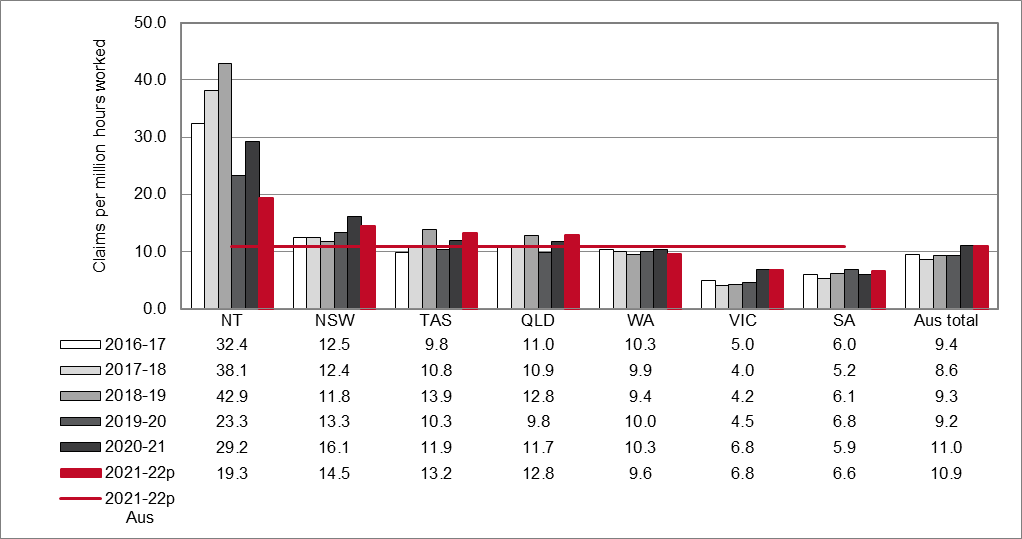 50.0
40.0
30.0
20.0
10.0
0.0
Claims per million hours worked
NT NSW TAS QLD WA VIC SA Aus total
2016-17 32.4 12.5 9.8 11.0 10.3 5.0 6.0 9.4
2017-18 38.1 12.4 10.8 10.9 9.9 4.0 5.2 8.6
2018-19 42.9 11.8 13.9 12.8 9.4 4.2 6.1 9.3
2019-20 23.3 13.3 10.3 9.8 10.0 4.5 6.8 9.2
2020-21 29.2 16.1 11.9 11.7 10.3 6.8 5.9 11.0
2021-22p 19.3 14.5 13.2 12.8 9.6 6.8 6.6 10.9
2021-22p
Aus